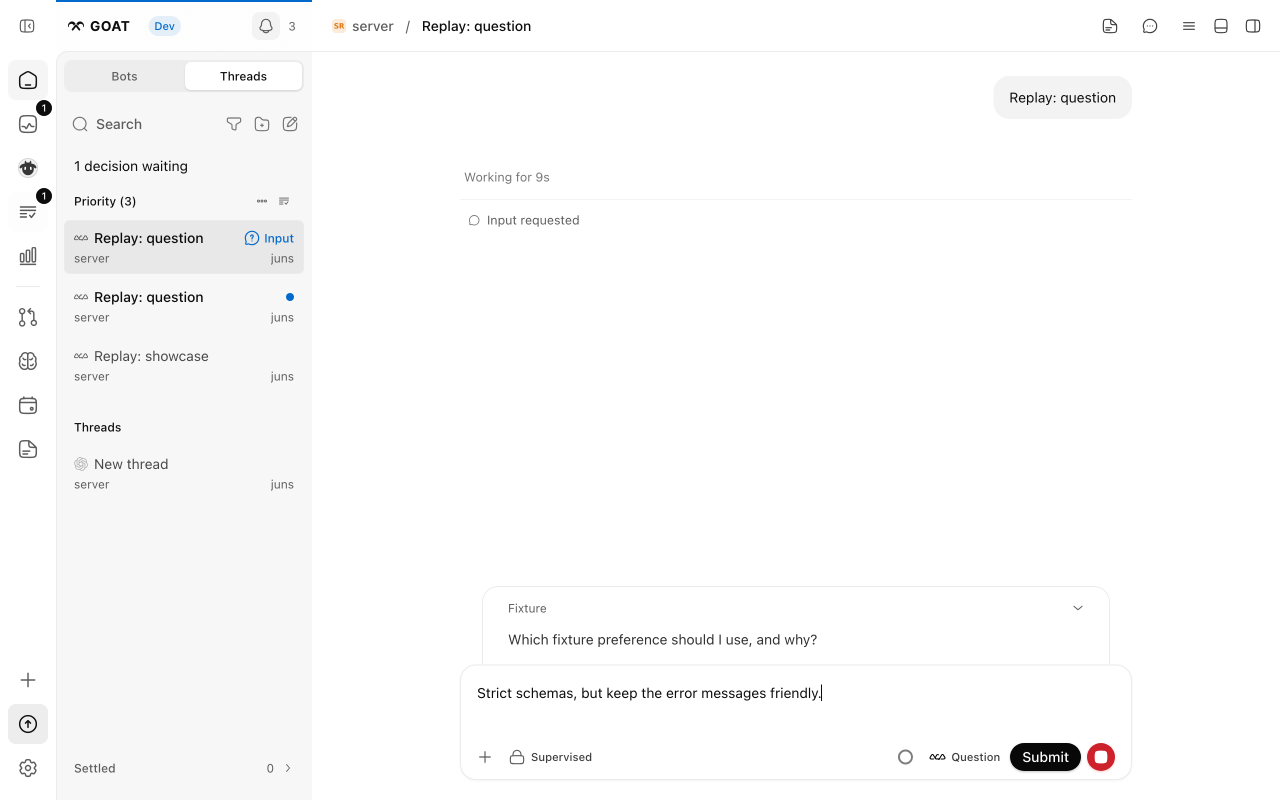 GOAT
Dev
3
SR server / Replay: question
Bots
Threads
1
1
Search
1 decision waiting
Priority (3)
Replay: question
Input
server
juns
Replay: question
server
juns
Replay: showcase
server
juns
Threads
New thread
server
juns
Settled
0
Replay: question
Working for 9s
Input requested
Fixture
Which fixture preference should I use, and why?
Strict schemas, but keep the error messages friendly.
Supervised
Question
Submit